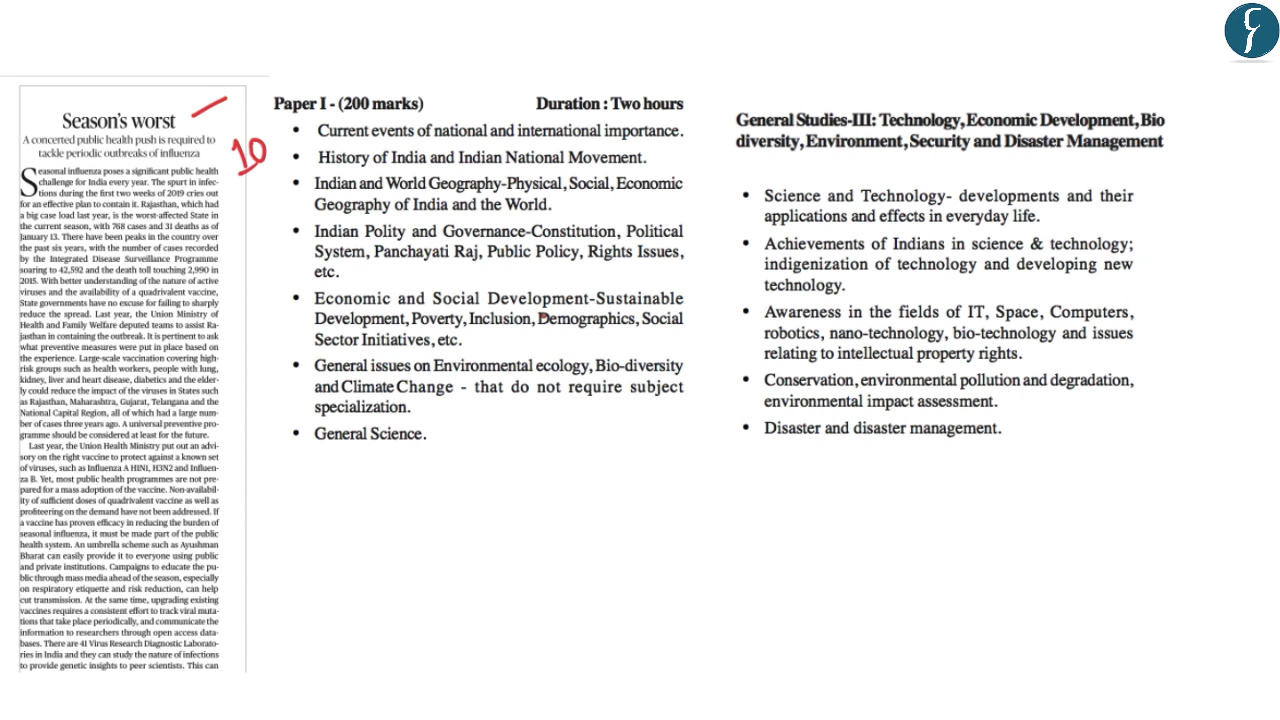 Season's worst
A concerted public health push is required to
tackle periodic outbreaks of influenza
10
Seasonal influenza poses a significant public health
challenge for India every year. The spurt in infec-
tions during the first two weeks of 2019 cries out
for an effective plan to contain it. Rajasthan, which had
a big case load last year, is the worst-affected State in
the current season, with 768 cases and 31 deaths as of
January 13. There have been peaks in the country over
the past six years, with the number of cases recorded
by the Integrated Disease Surveillance Programme
soaring to 42,592 and the death toll touching 2,990 in
2015. With better understanding of the nature of active
viruses and the availability of a quadrivalent vaccine,
State governments have no excuse for failing to sharply
reduce the spread. Last year, the Union Ministry of
Health and Family Welfare deputed teams to assist Ra-
jasthan in containing the outbreak. It is pertinent to ask
what preventive measures were put in place based on
the experience. Large-scale vaccination covering high-
risk groups such as health workers, people with lung,
kidney, liver and heart disease, diabetics and the elder-
ly could reduce the impact of the viruses in States such
as Rajasthan, Maharashtra, Gujarat, Telangana and the
National Capital Region, all of which had a large num-
ber of cases three years ago. A universal preventive pro-
gramme should be considered at least for the future.
Last year, the Union Health Ministry put out an advi-
sory on the right vaccine to protect against a known set
of viruses, such as Influenza A H1N1, H3N2 and Influen-
za B. Yet, most public health programmes are not pre-
pared for a mass adoption of the vaccine. Non-availabil-
ity of sufficient doses of quadrivalent vaccine as well as
profiteering on the demand have not been addressed. If
a vaccine has proven efficacy in reducing the burden of
seasonal influenza, it must be made part of the public
health system. An umbrella scheme such as Ayushman
Bharat can easily provide it to everyone using public
and private institutions. Campaigns to educate the pu-
blic through mass media ahead of the season, especially
on respiratory etiquette and risk reduction, can help
cut transmission. At the same time, upgrading existing
vaccines requires a consistent effort to track viral muta-
tions that take place periodically, and communicate the
information to researchers through open access data-
bases. There are 41 Virus Research Diagnostic Laborato-
ries in India and they can study the nature of infections
to provide genetic insights to peer scientists. This can
Paper I - (200 marks) Duration : Two hours
• Current events of national and international importance.
• History of India and Indian National Movement.
• Indian and World Geography-Physical, Social, Economic
Geography of India and the World.
• Indian Polity and Governance-Constitution, Political
System, Panchayati Raj, Public Policy, Rights Issues,
etc.
• Economic and Social Development-Sustainable
Development, Poverty, Inclusion, Demographics, Social
Sector Initiatives, etc.
• General issues on Environmental ecology, Bio-diversity
and Climate Change - that do not require subject
specialization.
• General Science.
General Studies-III: Technology, Economic Development, Bio
diversity, Environment, Security and Disaster Management
• Science and Technology- developments and their
applications and effects in everyday life.
• Achievements of Indians in science & technology;
indigenization of technology and developing new
technology.
• Awareness in the fields of IT, Space, Computers,
robotics, nano-technology, bio-technology and issues
relating to intellectual property rights.
• Conservation, environmental pollution and degradation,
environmental impact assessment.
• Disaster and disaster management.